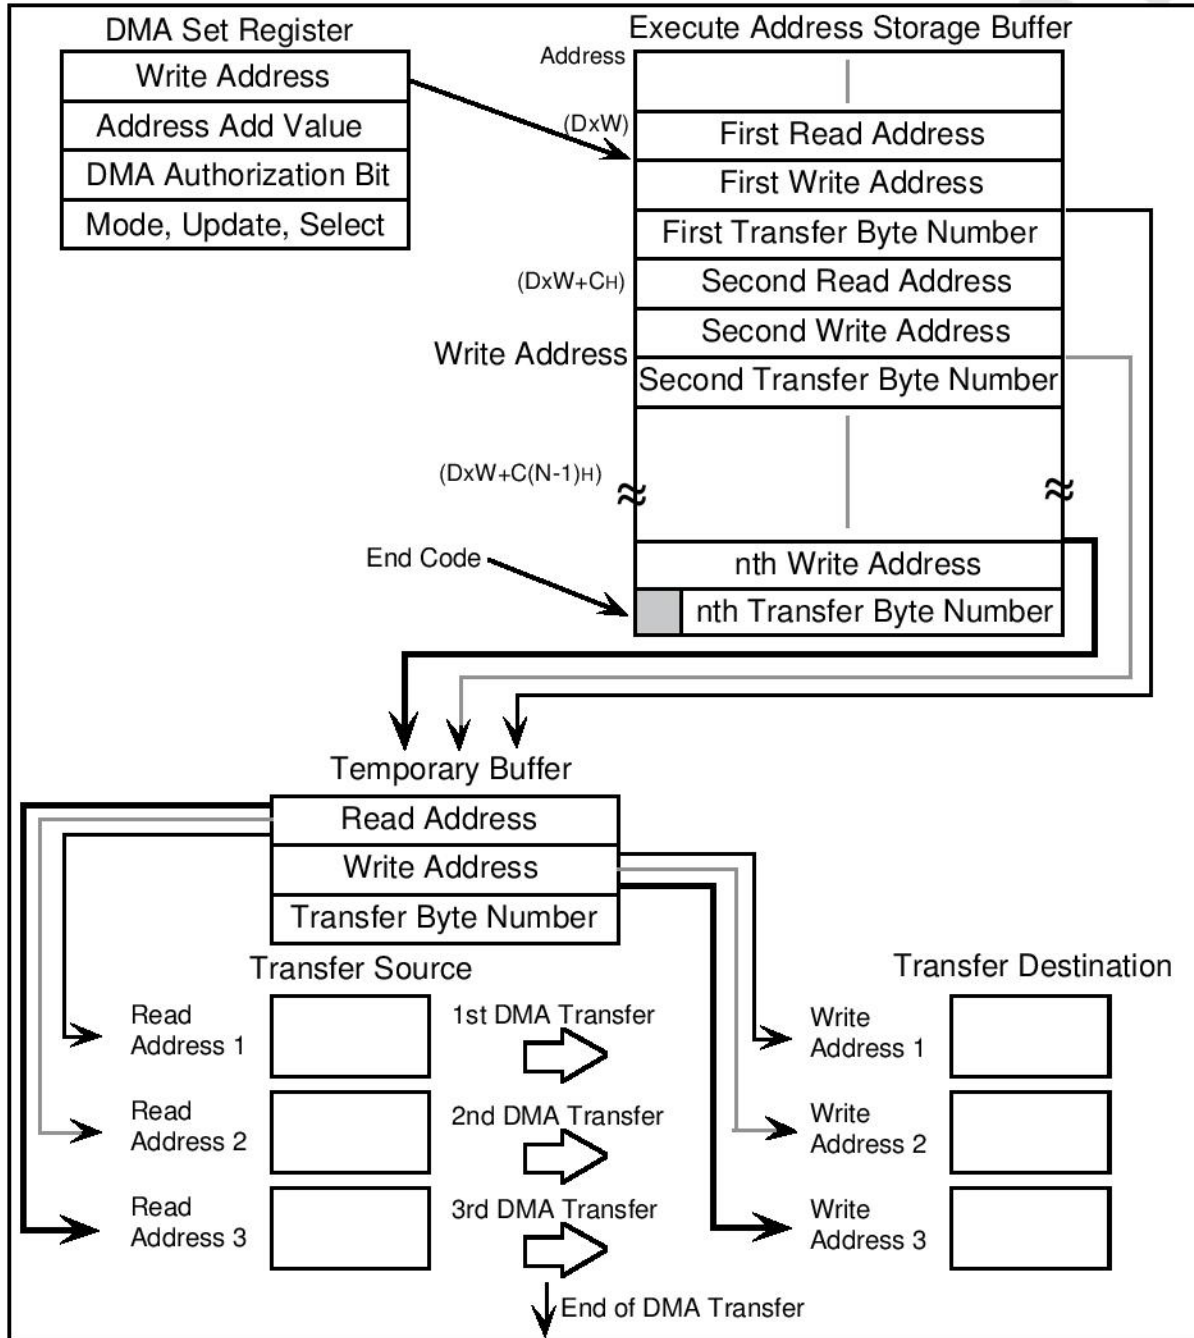 DMA Set Register
Write Address
Address Add Value
DMA Authorization Bit
Mode, Update, Select
Execute Address Storage Buffer
Address
(DxW)
First Read Address
First Write Address
First Transfer Byte Number
(DxW+CH)
Second Read Address
Second Write Address
Write Address
Second Transfer Byte Number
(DxW+C(N-1)H)
≈
≈
End Code
nth Write Address
nth Transfer Byte Number
Temporary Buffer
Read Address
Write Address
Transfer Byte Number
Transfer Source
Transfer Destination
Read
Address 1
1st DMA Transfer
Write
Address 1
Read
Address 2
2nd DMA Transfer
Write
Address 2
Read
Address 3
3rd DMA Transfer
Write
Address 3
End of DMA Transfer